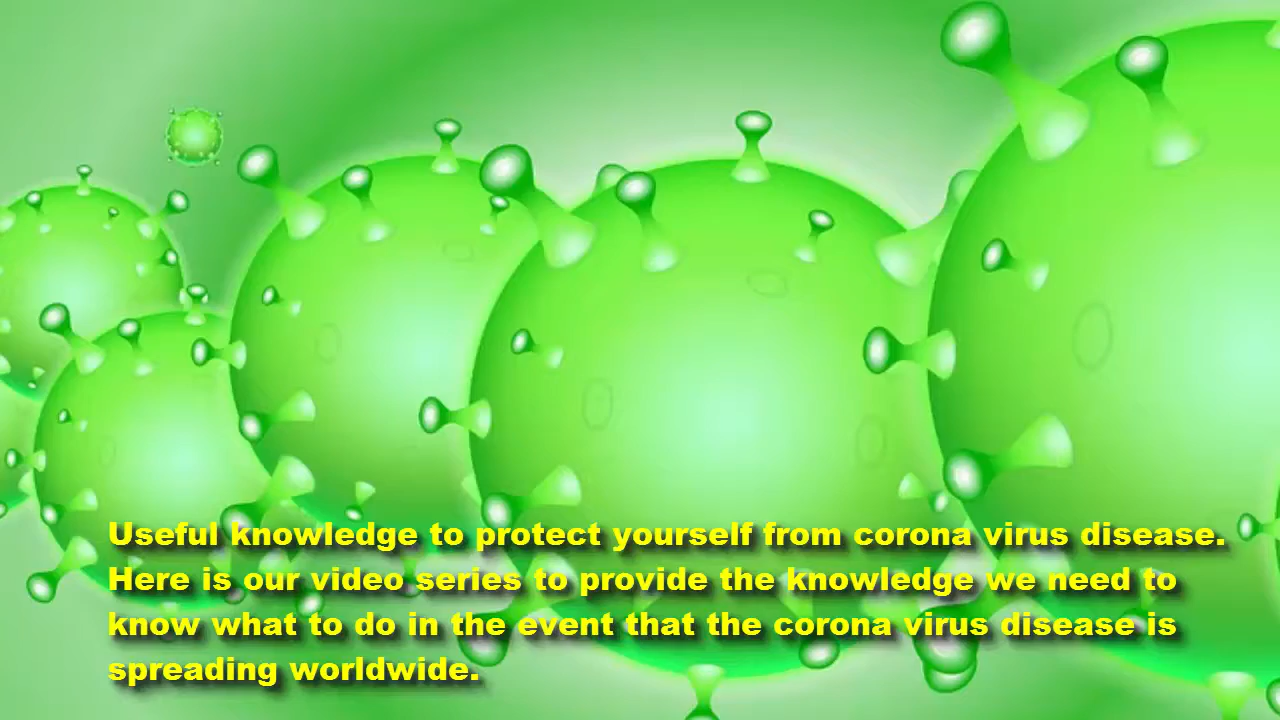 Useful knowledge to protect yourself from corona virus disease.
Here is our video series to provide the knowledge we need to
know what to do in the event that the corona virus disease is
spreading worldwide.